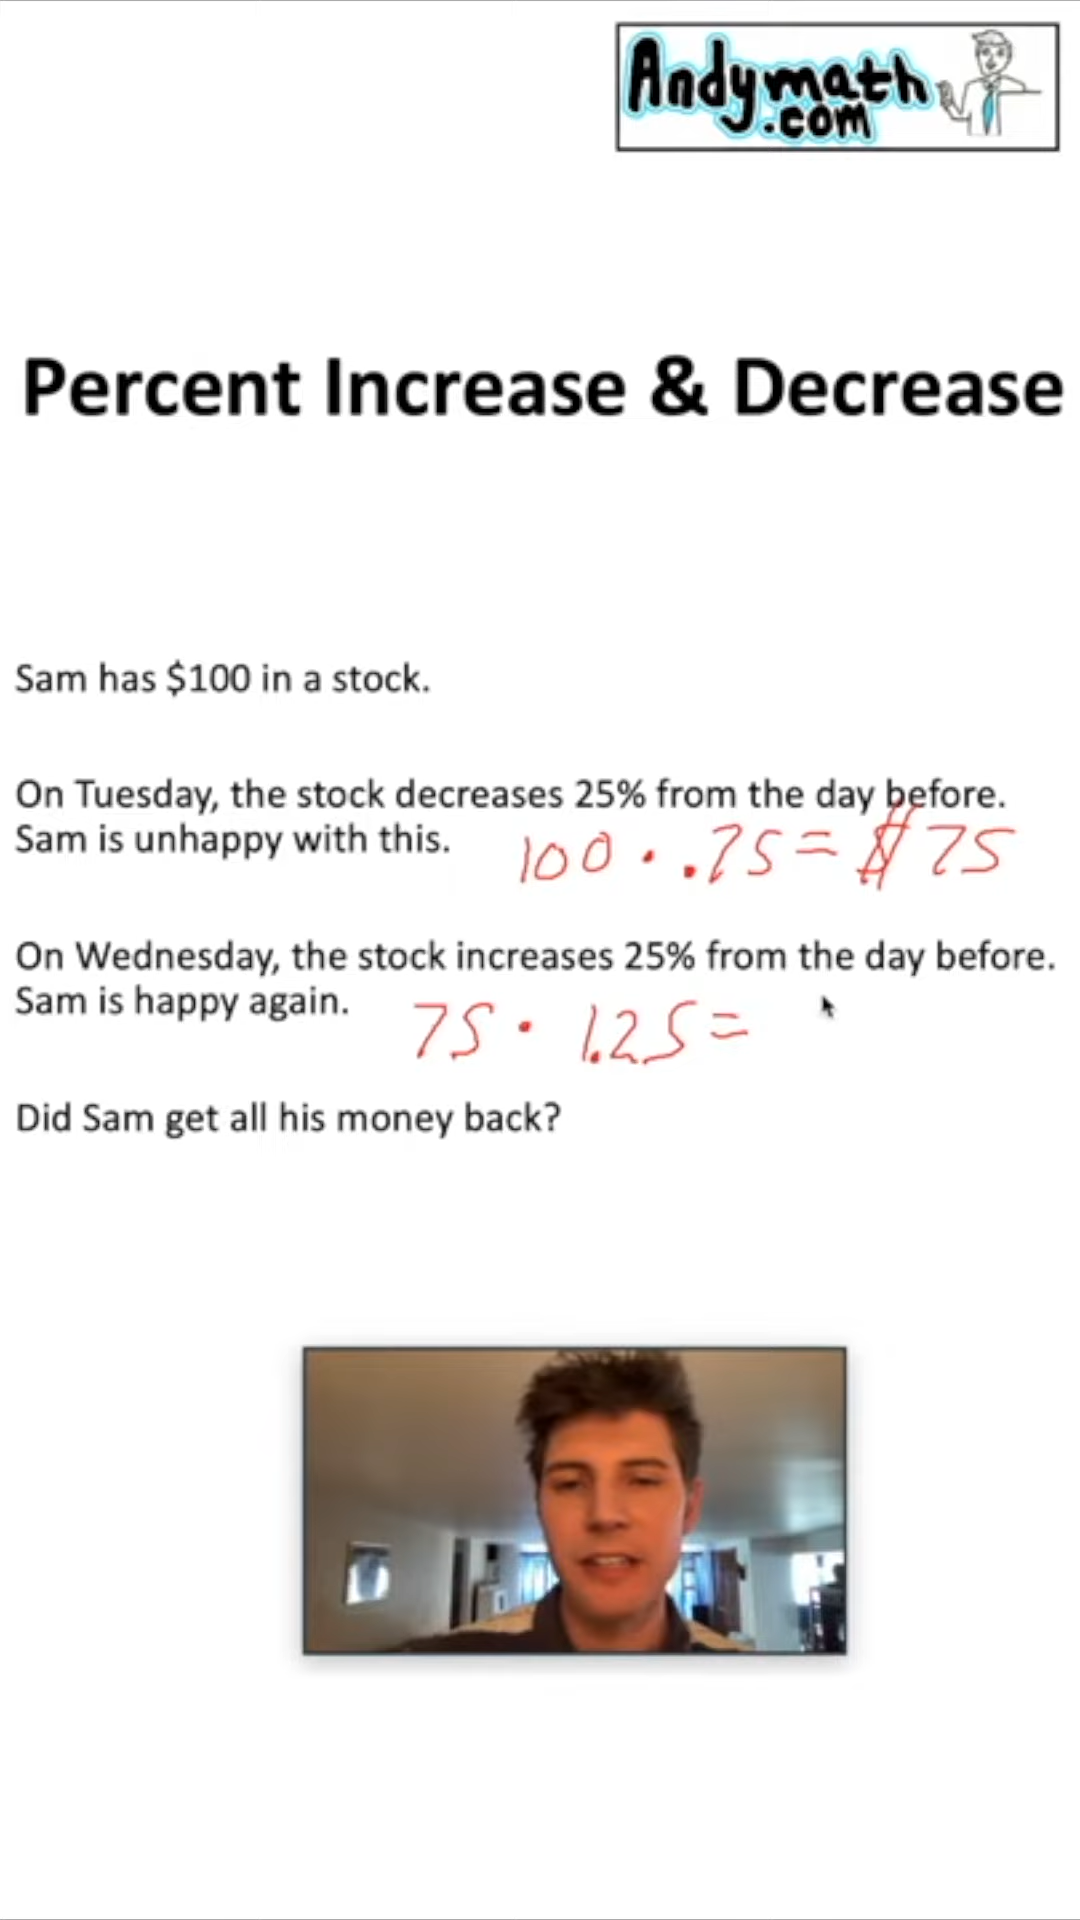 Andymath
.com
Percent Increase & Decrease
Sam has $100 in a stock.
On Tuesday, the stock decreases 25% from the day before.
Sam is unhappy with this. 100 · .75 = $75
On Wednesday, the stock increases 25% from the day before.
Sam is happy again. 75 · 1.25 =
Did Sam get all his money back?